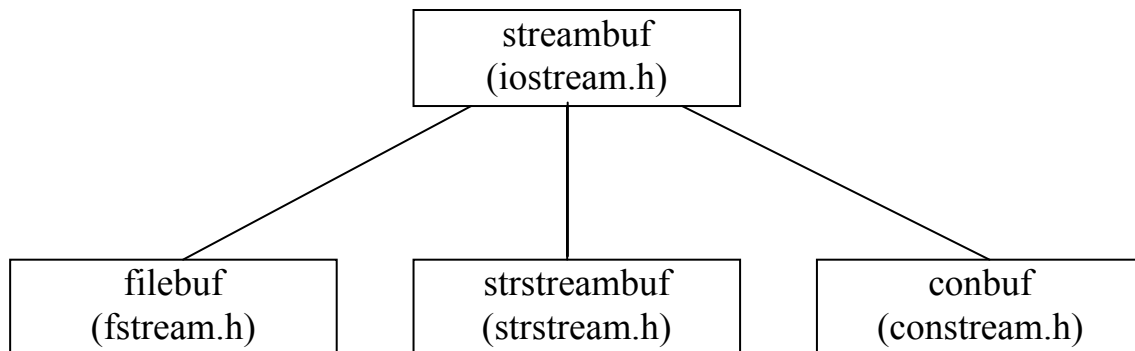 streambuf
(iostream.h)
filebuf
(fstream.h)
strstreambuf
(strstream.h)
conbuf
(constream.h)